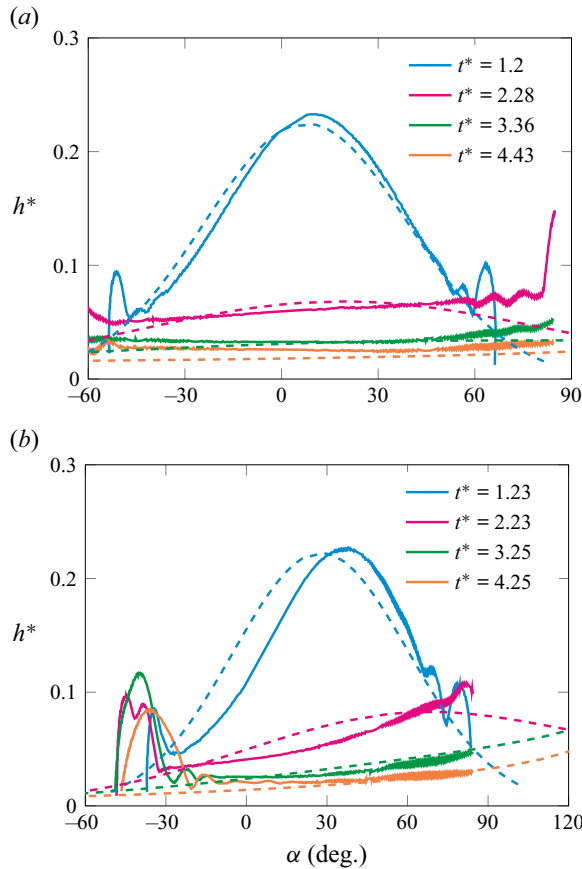 (a)
0.3
t* = 1.2
t* = 2.28
t* = 3.36
t* = 4.43
0.2
h*
0.1
0
–60 –30 0 30 60 90
(b)
0.3
t* = 1.23
t* = 2.23
t* = 3.25
t* = 4.25
0.2
h*
0.1
0
–60 –30 0 30 60 90 120
α (deg.)